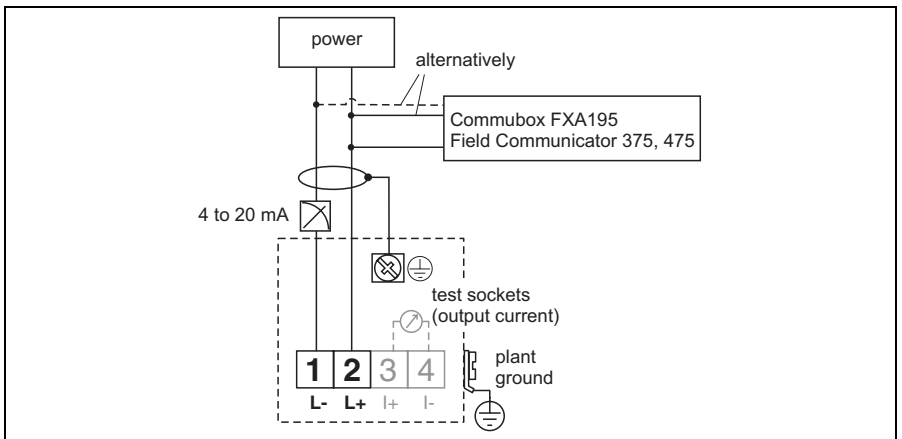 power
alternatively
Commubox FXA195
Field Communicator 375, 475
4 to 20 mA
test sockets
(output current)
1 2 3 4
L- L+ I+ I-
plant
ground